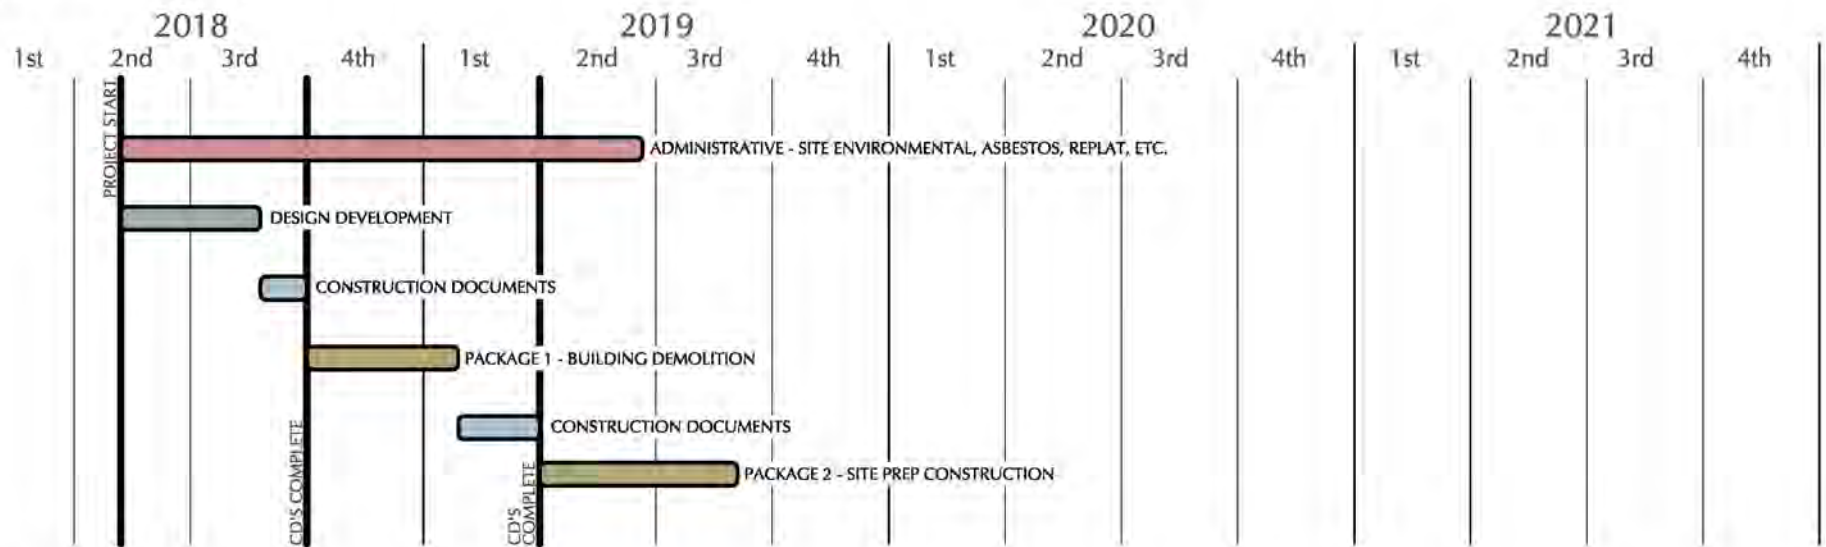 2018 2019 2020 2021
1st 2nd 3rd 4th 1st 2nd 3rd 4th 1st 2nd 3rd 4th 1st 2nd 3rd 4th
PROJECT START
ADMINISTRATIVE - SITE ENVIRONMENTAL, ASBESTOS, REPLAT, ETC.
DESIGN DEVELOPMENT
CONSTRUCTION DOCUMENTS
PACKAGE 1 - BUILDING DEMOLITION
CONSTRUCTION DOCUMENTS
CD'S COMPLETE
PACKAGE 2 - SITE PREP CONSTRUCTION
CD'S
COMPLETE